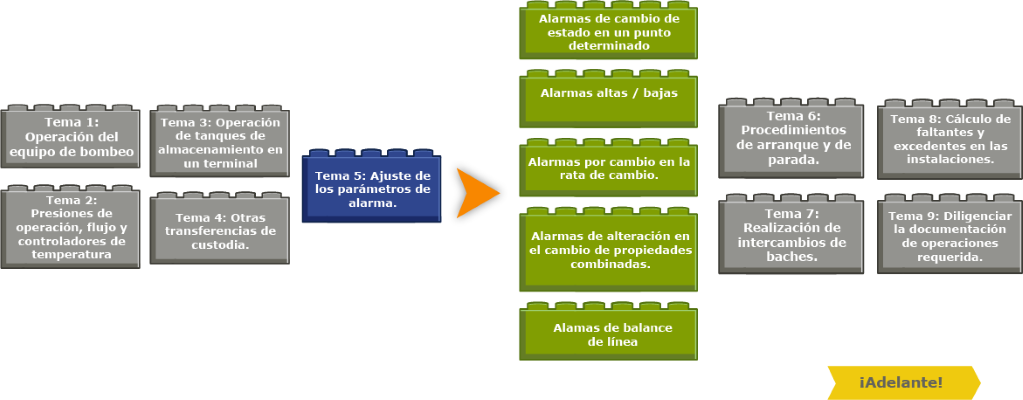 Tema 1:
Operación del
equipo de bombeo
Tema 2:
Presiones de
operación, flujo y
controladores de
temperatura
Tema 3: Operación
de tanques de
almacenamiento en
un terminal
Tema 4: Otras
transferencias de
custodia.
Tema 5: Ajuste de
los parámetros de
alarma.
Alarmas de cambio de
estado en un punto
determinado
Alarmas altas / bajas
Alarmas por cambio en la
rata de cambio.
Alarmas de alteración en
el cambio de propiedades
combinadas.
Alamas de balance
de línea
Tema 6:
Procedimientos
de arranque y de
parada.
Tema 7:
Realización de
intercambios de
baches.
Tema 8: Cálculo de
faltantes y
excedentes en las
instalaciones.
Tema 9: Diligenciar
la documentación
de operaciones
requerida.
¡Adelante!